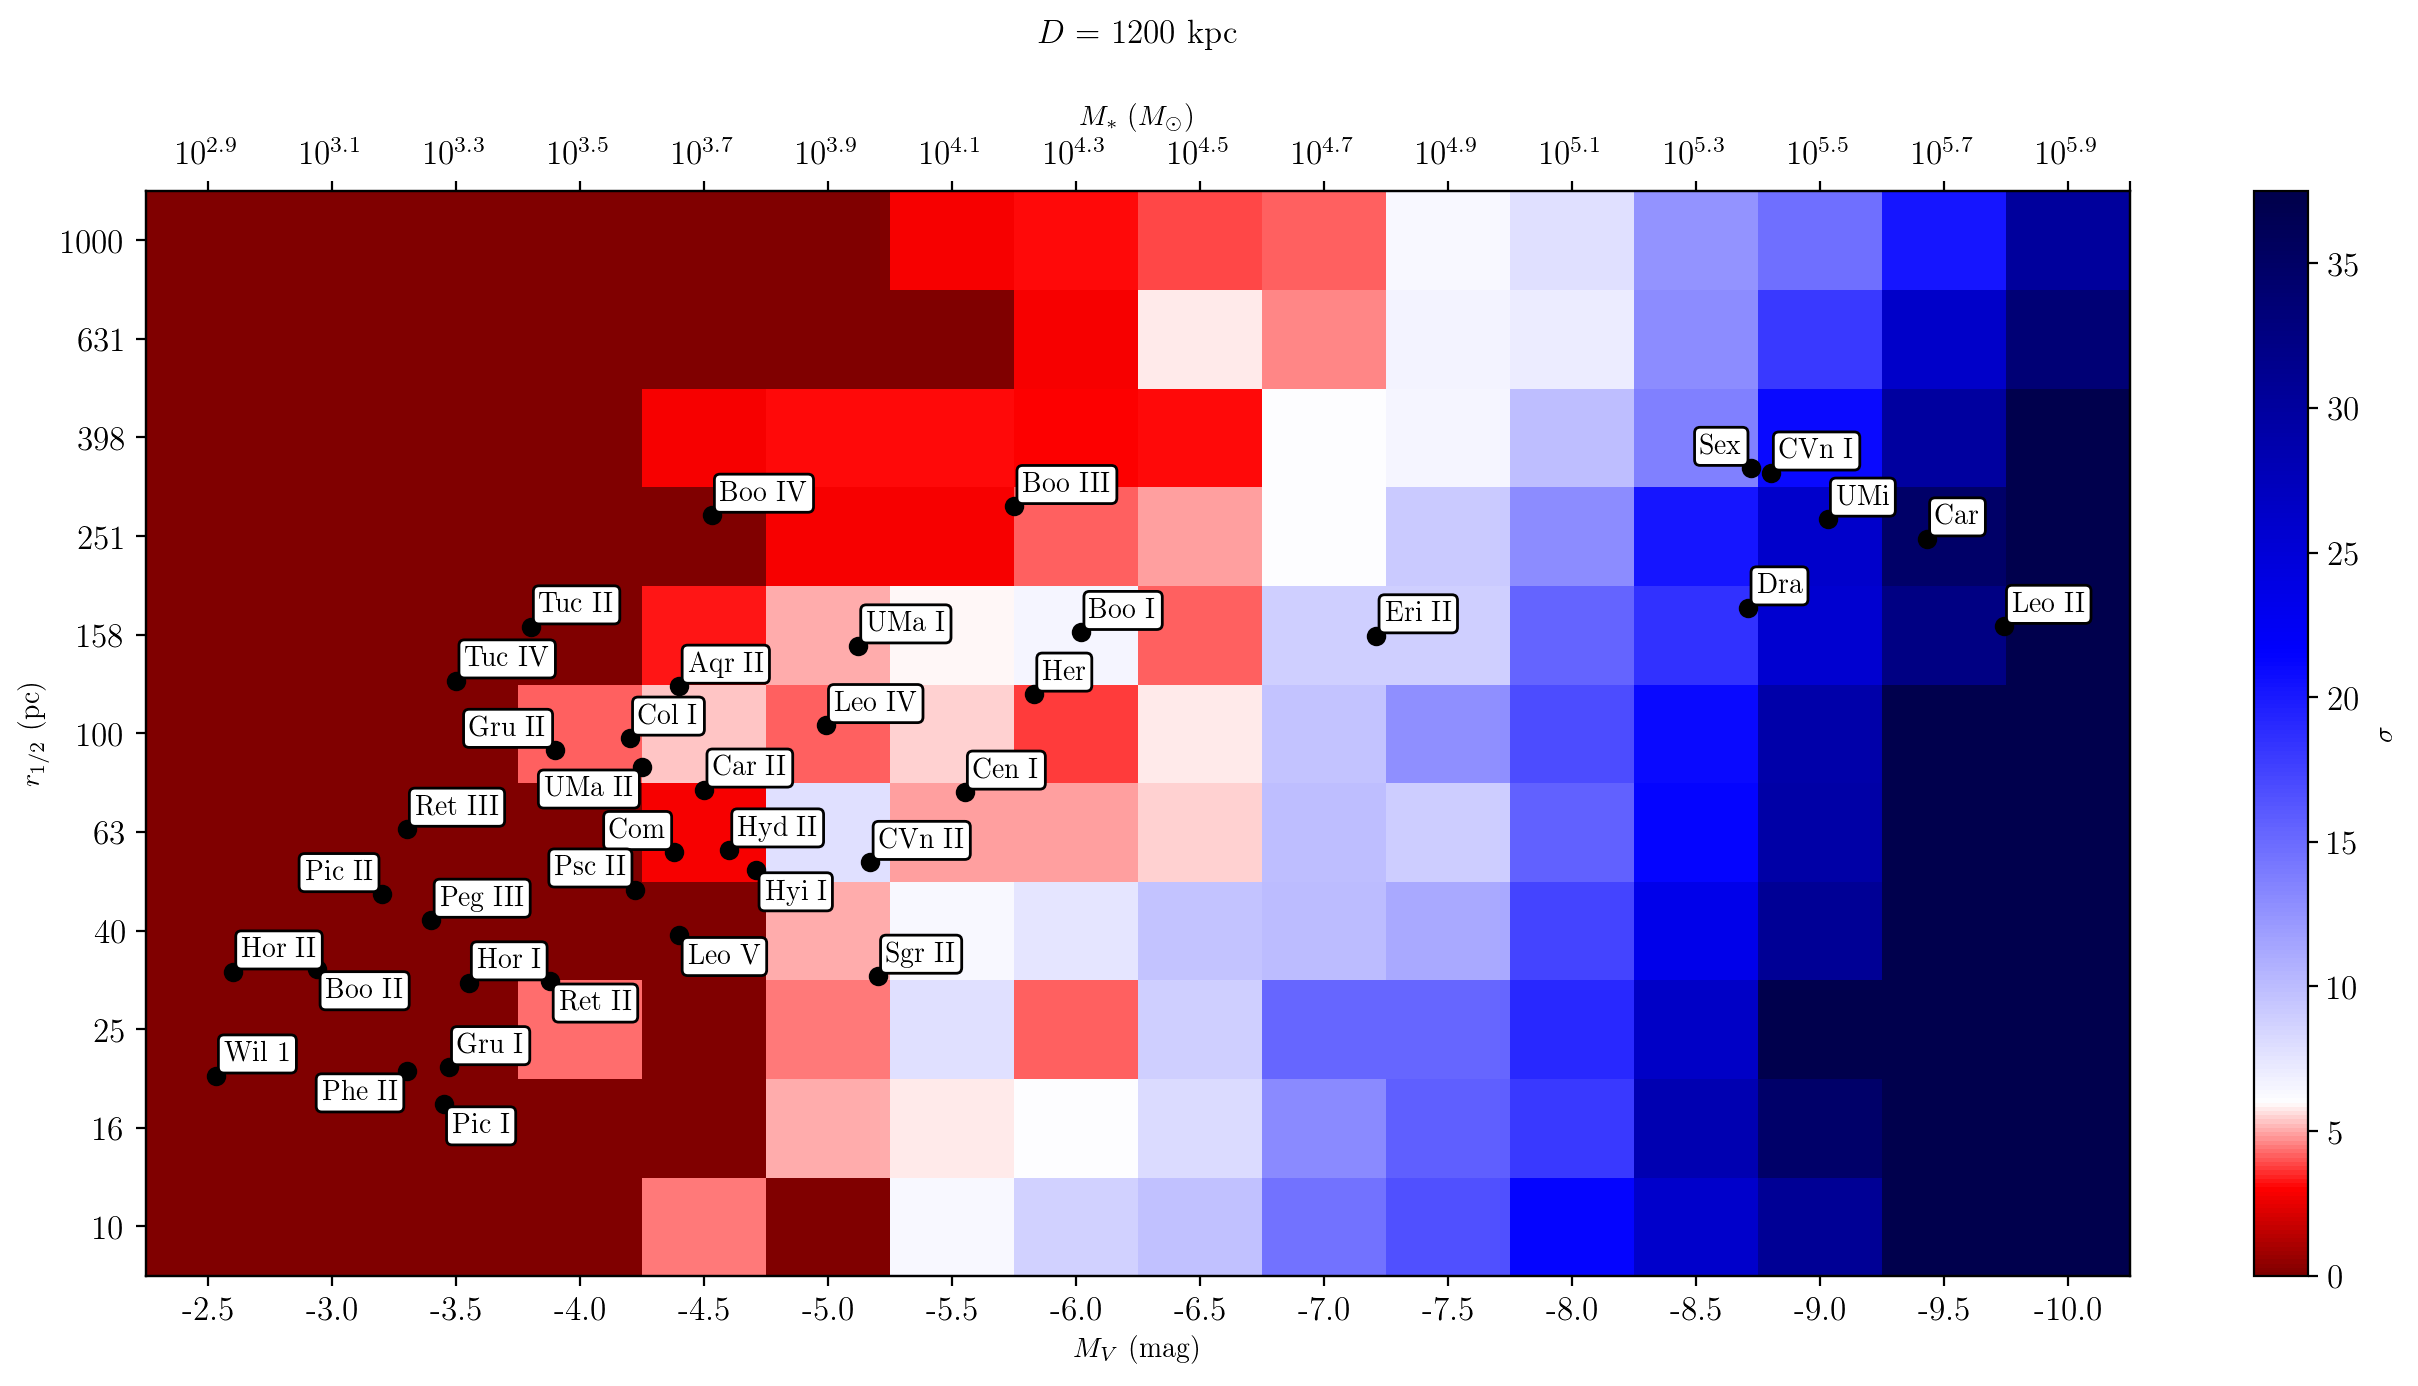 D = 1200 kpc
M* (M⊙)
10^2.9 10^3.1 10^3.3 10^3.5 10^3.7 10^3.9 10^4.1 10^4.3 10^4.5 10^4.7 10^4.9 10^5.1 10^5.3 10^5.5 10^5.7 10^5.9
1000
631
398
251
158
100
63
40
25
16
10
r1/2 (pc)
Sex
CVn I
Boo IV
Boo III
UMi
Car
Tuc II
Dra
Boo I
Eri II
Leo II
UMa I
Tuc IV
Aqr II
Her
Leo IV
Col I
Gru II
Car II
Cen I
UMa II
Ret III
Com
Hyd II
CVn II
Psc II
Pic II
Peg III
Hyi I
Hor II
Hor I
Leo V
Sgr II
Boo II
Ret II
Wil 1
Gru I
Phe II
Pic I
-2.5 -3.0 -3.5 -4.0 -4.5 -5.0 -5.5 -6.0 -6.5 -7.0 -7.5 -8.0 -8.5 -9.0 -9.5 -10.0
MV (mag)
35
30
25
20
15
10
5
0
σ